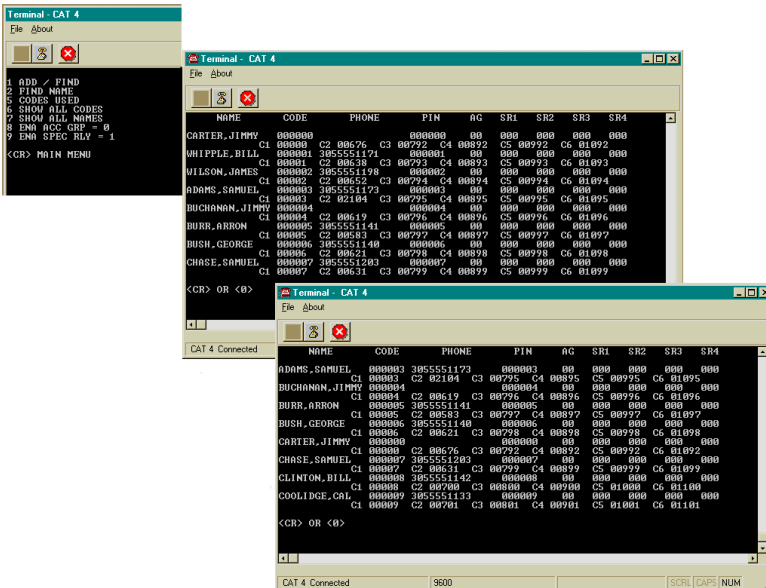 Terminal - CAT 4
File About
1 ADD / FIND
2 FIND NAME
5 CODES USED
6 SHOW ALL CODES
7 SHOW ALL NAMES
8 ENA ACC GRP = 0
9 ENA SPEC RLY = 1
<CR> MAIN MENU
Terminal - CAT 4
File About
NAME CODE PHONE PIN AG SR1 SR2 SR3 SR4
CARTER,JIMMY 000000 000000 00 000 000 000 000
C1 00000 C2 00676 C3 00792 C4 00892 C5 00992 C6 01092
WHIPPLE,BILL 000001 3055551171 000001 00 000 000 000 000
C1 00001 C2 00638 C3 00793 C4 00893 C5 00993 C6 01093
WILSON,JAMES 000002 3055551198 000002 00 000 000 000 000
C1 00002 C2 00652 C3 00794 C4 00894 C5 00994 C6 01094
ADAMS,SAMUEL 000003 3055551173 000003 00 000 000 000 000
C1 00003 C2 02104 C3 00795 C4 00895 C5 00995 C6 01095
BUCHANAN,JIMMY 000004 000004 00 000 000 000 000
C1 00004 C2 00619 C3 00796 C4 00896 C5 00996 C6 01096
BURR,ARRON 000005 3055551141 000005 00 000 000 000 000
C1 00005 C2 00583 C3 00797 C4 00897 C5 00997 C6 01097
BUSH,GEORGE 000006 3055551140 000006 00 000 000 000 000
C1 00006 C2 00621 C3 00798 C4 00898 C5 00998 C6 01098
CHASE,SAMUEL 000007 3055551203 000007 00 000 000 000 000
C1 00007 C2 00631 C3 00799 C4 00899 C5 00999 C6 01099
<CR> OR <0>
CAT 4 Connected
Terminal - CAT 4
File About
NAME CODE PHONE PIN AG SR1 SR2 SR3 SR4
ADAMS,SAMUEL 000003 3055551173 000003 00 000 000 000 000
C1 00003 C2 02104 C3 00795 C4 00895 C5 00995 C6 01095
BUCHANAN,JIMMY 000004 000004 00 000 000 000 000
C1 00004 C2 00619 C3 00796 C4 00896 C5 00996 C6 01096
BURR,ARRON 000005 3055551141 000005 00 000 000 000 000
C1 00005 C2 00583 C3 00797 C4 00897 C5 00997 C6 01097
BUSH,GEORGE 000006 3055551140 000006 00 000 000 000 000
C1 00006 C2 00621 C3 00798 C4 00898 C5 00998 C6 01098
CARTER,JIMMY 000000 000000 00 000 000 000 000
C1 00000 C2 00676 C3 00792 C4 00892 C5 00992 C6 01092
CHASE,SAMUEL 000007 3055551203 000007 00 000 000 000 000
C1 00007 C2 00631 C3 00799 C4 00899 C5 00999 C6 01099
CLINTON,BILL 000008 3055551142 000008 00 000 000 000 000
C1 00008 C2 00700 C3 00800 C4 00900 C5 01000 C6 01100
COOLIDGE,CAL 000009 3055551133 000009 00 000 000 000 000
C1 00009 C2 00701 C3 00801 C4 00901 C5 01001 C6 01101
<CR> OR <0>
CAT 4 Connected 9600 SCRL CAPS NUM